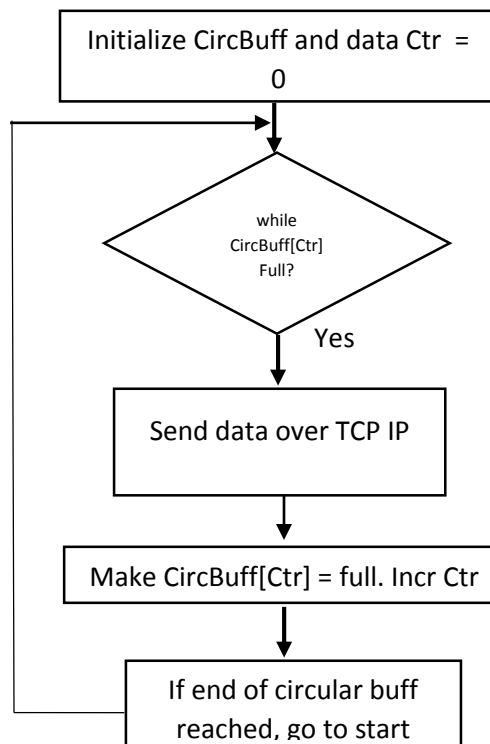 Initialize CircBuff and data Ctr =
0
while
CircBuff[Ctr]
Full?
Yes
Send data over TCP IP
Make CircBuff[Ctr] = full. Incr Ctr
If end of circular buff
reached, go to start